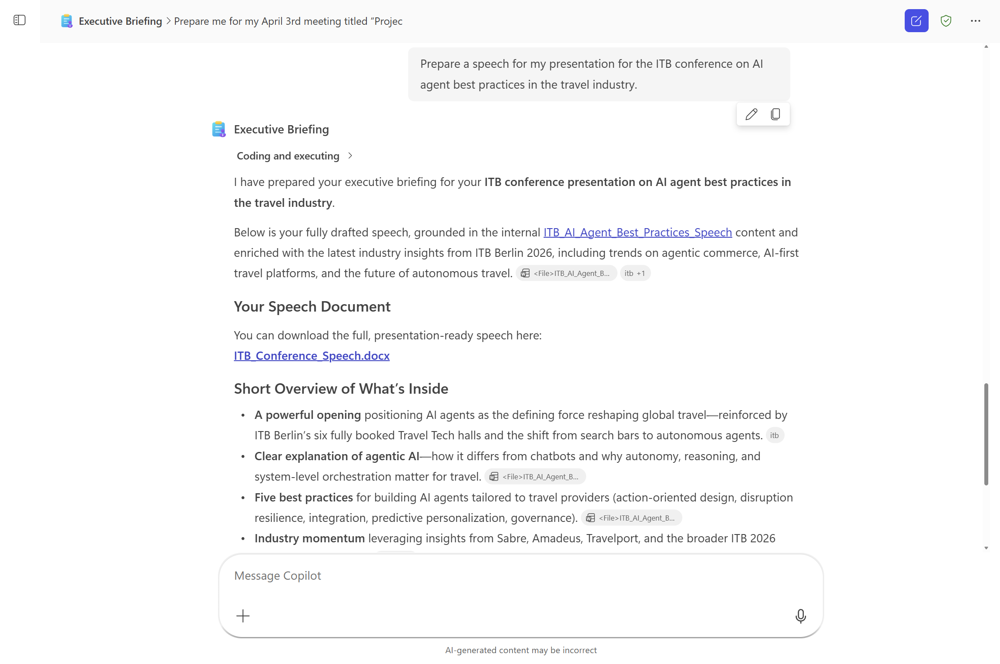 Executive Briefing > Prepare me for my April 3rd meeting titled “Projec
Prepare a speech for my presentation for the ITB conference on AI
agent best practices in the travel industry.
Executive Briefing
Coding and executing >
I have prepared your executive briefing for your ITB conference presentation on AI agent best practices in
the travel industry.
Below is your fully drafted speech, grounded in the internal ITB_AI_Agent_Best_Practices_Speech content and
enriched with the latest industry insights from ITB Berlin 2026, including trends on agentic commerce, AI-first
travel platforms, and the future of autonomous travel. <File>ITB_AI_Agent_B... itb +1
Your Speech Document
You can download the full, presentation-ready speech here:
ITB_Conference_Speech.docx
Short Overview of What’s Inside
• A powerful opening positioning AI agents as the defining force reshaping global travel—reinforced by
ITB Berlin’s six fully booked Travel Tech halls and the shift from search bars to autonomous agents. itb
• Clear explanation of agentic AI—how it differs from chatbots and why autonomy, reasoning, and
system-level orchestration matter for travel. <File>ITB_AI_Agent_B...
• Five best practices for building AI agents tailored to travel providers (action-oriented design, disruption
resilience, integration, predictive personalization, governance). <File>ITB_AI_Agent_B...
• Industry momentum leveraging insights from Sabre, Amadeus, Travelport, and the broader ITB 2026
Message Copilot
AI-generated content may be incorrect